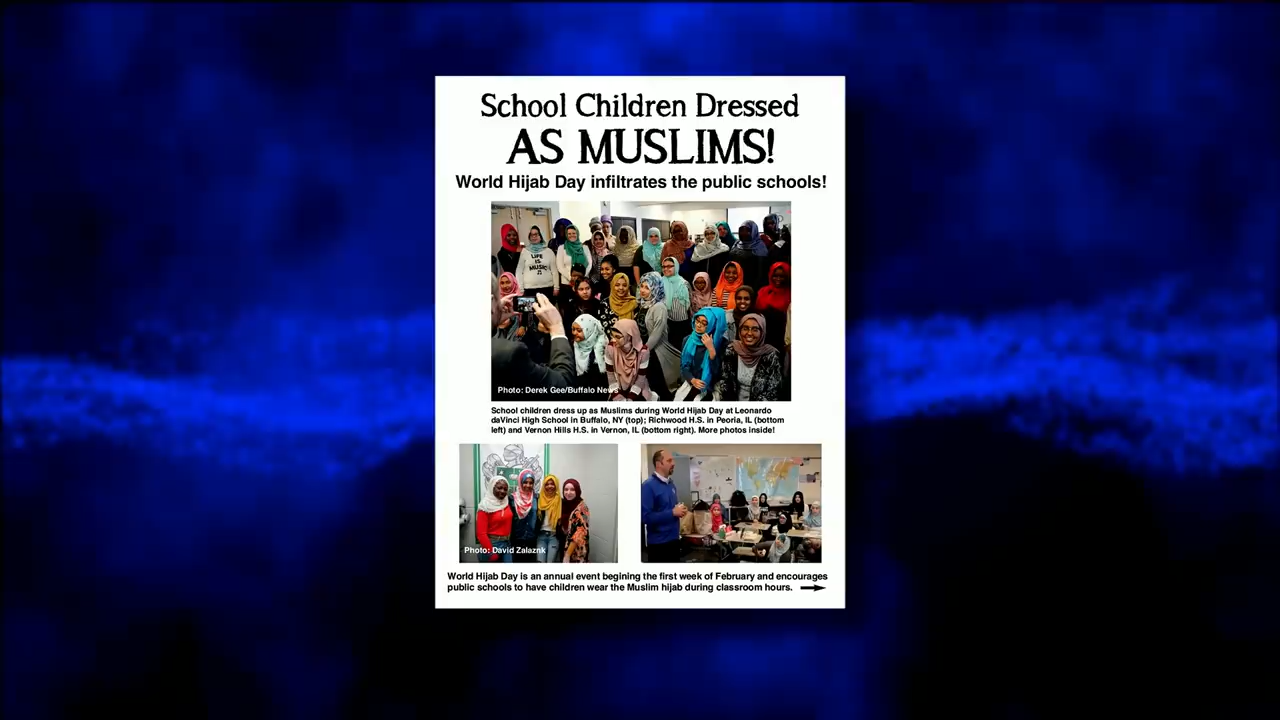 School Children Dressed
AS MUSLIMS!
World Hijab Day infiltrates the public schools!
LIFE
IS
MUSIC
Photo: Derek Gee/Buffalo News
School children dress up as Muslims during World Hijab Day at Leonardo
daVinci High School in Buffalo, NY (top); Richwood H.S. in Peoria, IL (bottom
left) and Vernon Hills H.S. in Vernon, IL (bottom right). More photos inside!
Photo: David Zalaznk
World Hijab Day is an annual event begining the first week of February and encourages
public schools to have children wear the Muslim hijab during classroom hours.